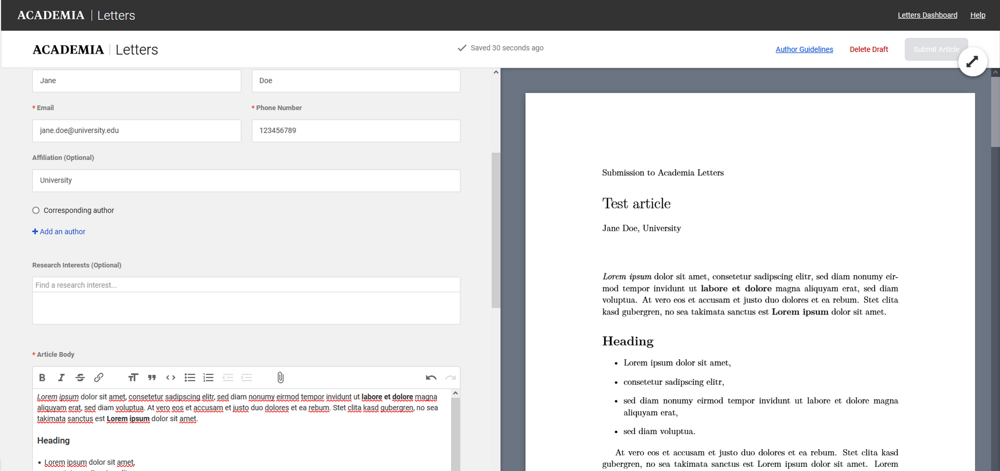 ACADEMIA | Letters
Letters Dashboard
Help
ACADEMIA | Letters
Saved 30 seconds ago
Author Guidelines
Delete Draft
Submit Article
Jane
Doe
* Email
* Phone Number
jane.doe@university.edu
123456789
Affiliation (Optional)
University
Corresponding author
+ Add an author
Research Interests (Optional)
Find a research interest...
* Article Body
Lorem ipsum dolor sit amet, consetetur sadipscing elitr, sed diam nonumy eirmod tempor invidunt ut labore et dolore magna
aliquyam erat, sed diam voluptua. At vero eos et accusam et justo duo dolores et ea rebum. Stet clita kasd gubergren, no sea
takimata sanctus est Lorem ipsum dolor sit amet.
Heading
• Lorem ipsum dolor sit amet,
Submission to Academia Letters
Test article
Jane Doe, University
Lorem ipsum dolor sit amet, consetetur sadipscing elitr, sed diam nonumy eir-
mod tempor invidunt ut labore et dolore magna aliquyam erat, sed diam
voluptua. At vero eos et accusam et justo duo dolores et ea rebum. Stet clita
kasd gubergren, no sea takimata sanctus est Lorem ipsum dolor sit amet.
Heading
• Lorem ipsum dolor sit amet,
• consetetur sadipscing elitr,
• sed diam nonumy eirmod tempor invidunt ut labore et dolore magna
aliquyam erat,
• sed diam voluptua.
At vero eos et accusam et justo duo dolores et ea rebum. Stet clita kasd
gubergren, no sea takimata sanctus est Lorem ipsum dolor sit amet. Lorem